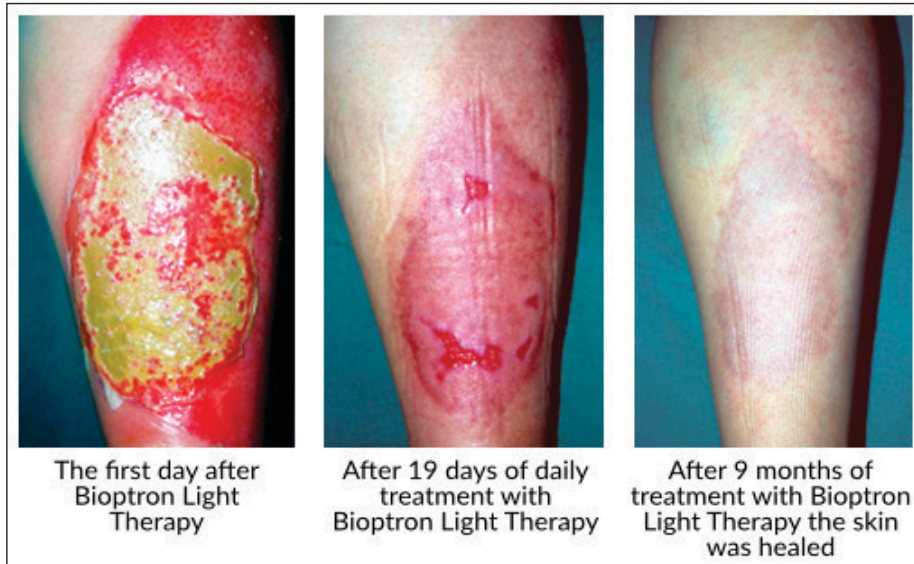 The first day after
Bioptron Light
Therapy
After 19 days of daily
treatment with
Bioptron Light Therapy
After 9 months of
treatment with Bioptron
Light Therapy the skin
was healed